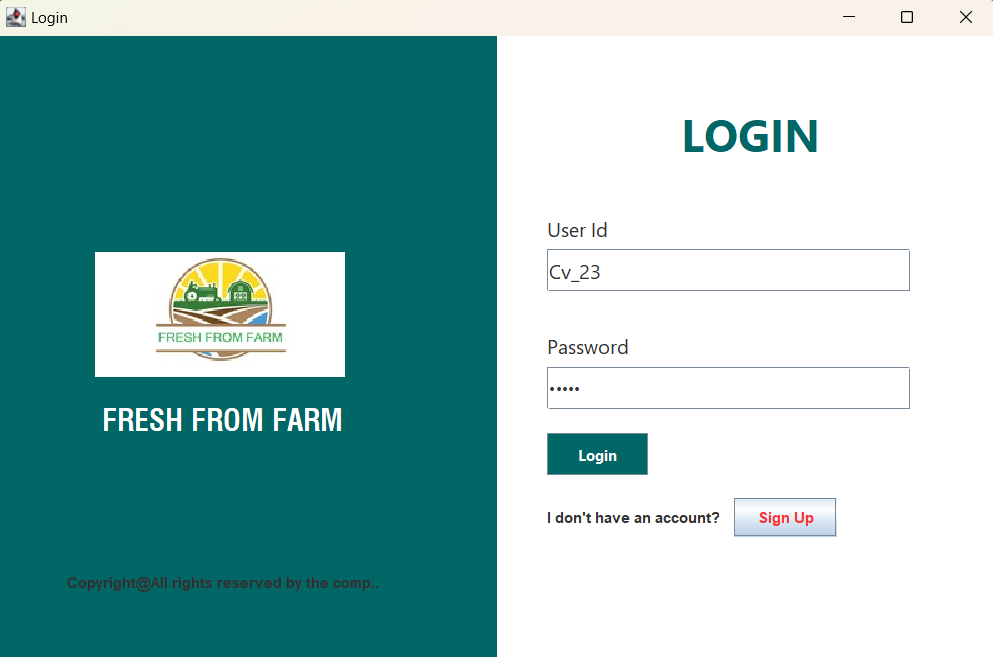 Login
FRESH FROM FARM
FRESH FROM FARM
Copyright@All rights reserved by the comp..
LOGIN
User Id
Cv_23
Password
•••••
Login
I don't have an account? Sign Up